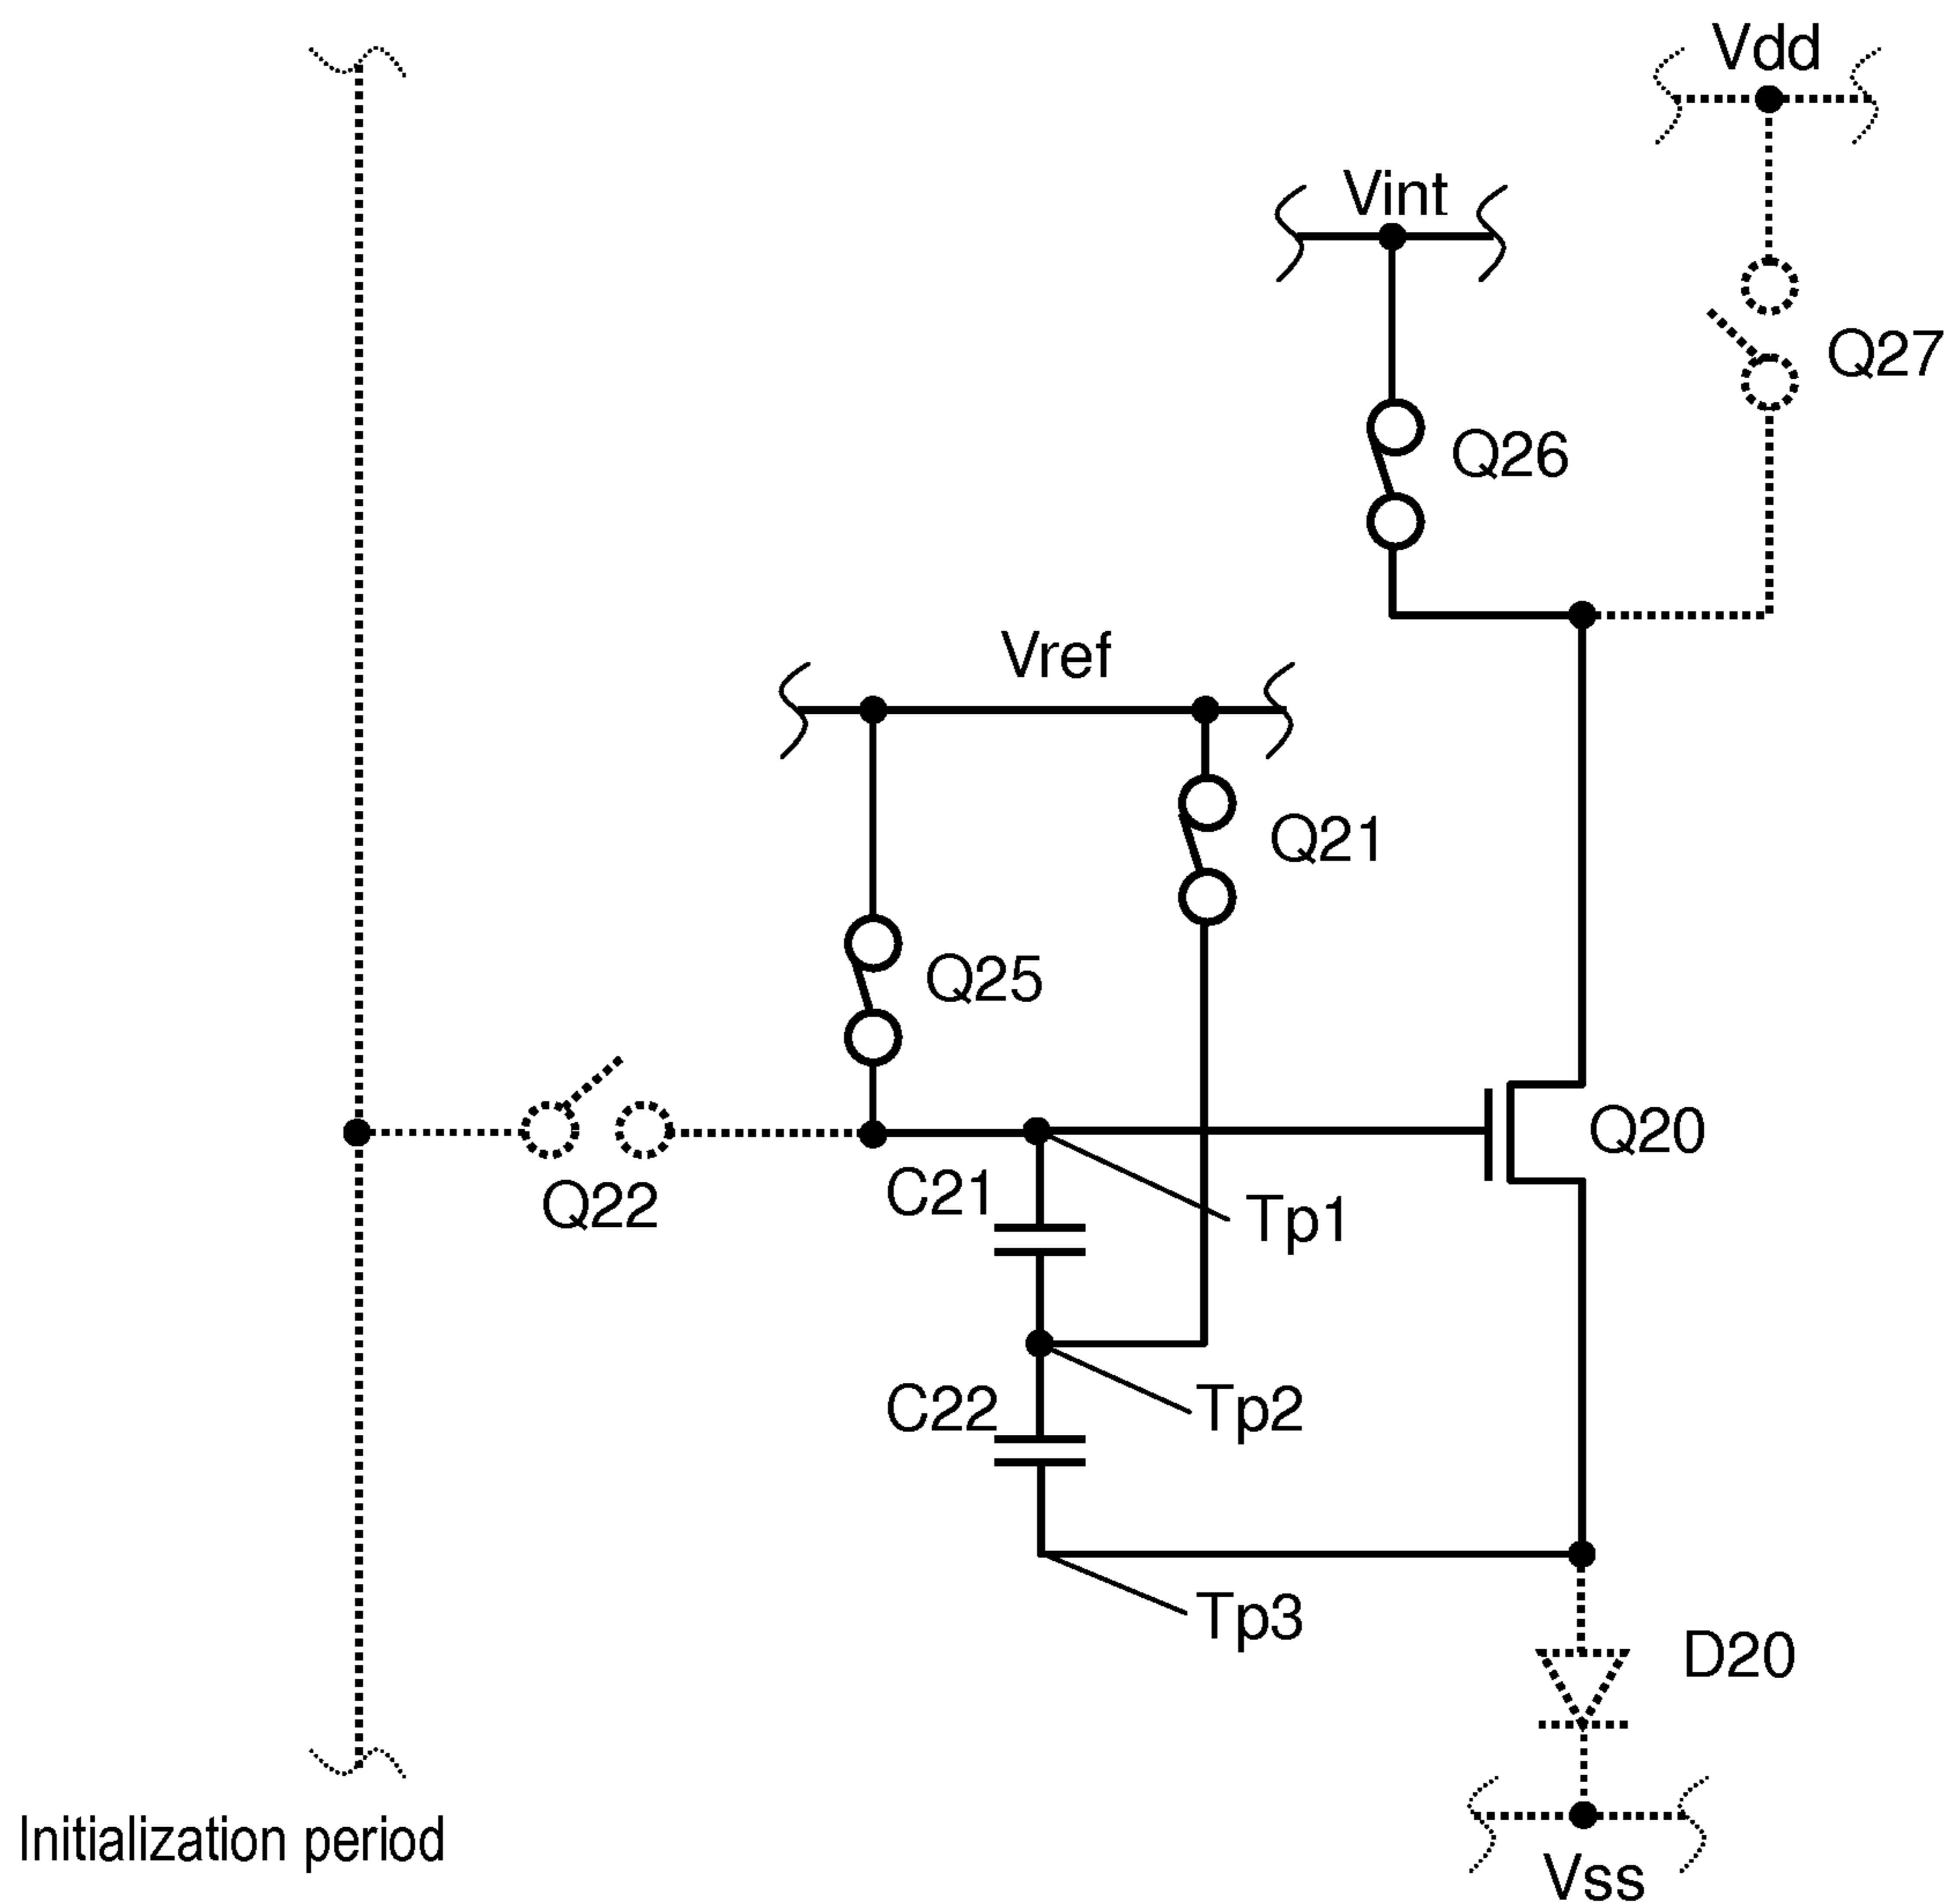 Vdd
Vint
Q27
Q26
Vref
Q21
Q25
Q20
C21
Q22
Tp1
C22
Tp2
Tp3
D20
Initialization period
Vss